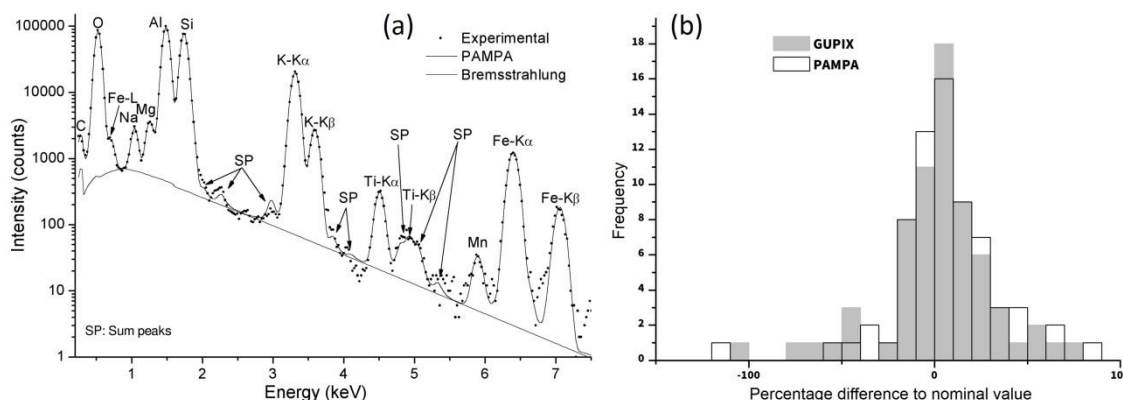 (a)
100000
10000
1000
100
10
1
Intensity (counts)
C
O
Fe-L
Na
Mg
Al
Si
SP
K-Kα
K-Kβ
SP
Ti-Kα
SP
Ti-Kβ
SP
Mn
Fe-Kα
Fe-Kβ
Experimental
PAMPA
Bremsstrahlung
SP: Sum peaks
0 1 2 3 4 5 6 7
Energy (keV)
(b)
GUPIX
PAMPA
18
16
14
12
10
8
6
4
2
0
Frequency
-100 0 10
Percentage difference to nominal value